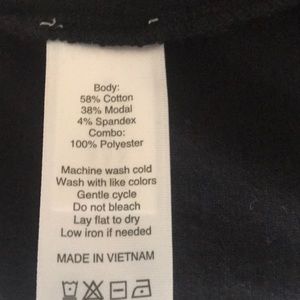 Body:
58% Cotton
38% Modal
4% Spandex
Combo:
100% Polyester
Machine wash cold
Wash with like colors
Gentle cycle
Do not bleach
Lay flat to dry
Low iron if needed
MADE IN VIETNAM